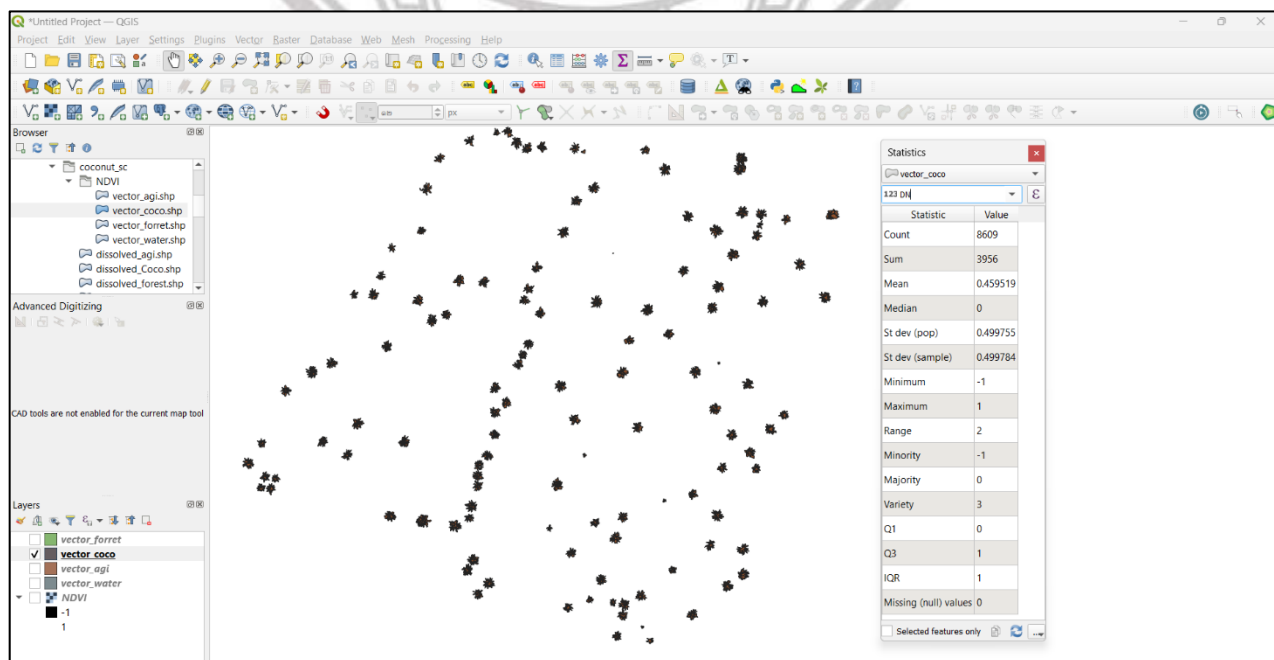 *Untitled Project — QGIS
Project Edit View Layer Settings Plugins Vector Raster Database Web Mesh Processing Help
px
Browser
coconut_sc
NDVI
vector_agi.shp
vector_coco.shp
vector_forret.shp
vector_water.shp
dissolved_agi.shp
dissolved_Coco.shp
dissolved_forest.shp
Advanced Digitizing
CAD tools are not enabled for the current map tool
Layers
vector_forret
vector_coco
vector_agi
vector_water
NDVI
-1
1
Statistics
vector_coco
123 DN
ε
Statistic Value
Count 8609
Sum 3956
Mean 0.459519
Median 0
St dev (pop) 0.499755
St dev (sample) 0.499784
Minimum -1
Maximum 1
Range 2
Minority -1
Majority 0
Variety 3
Q1 0
Q3 1
IQR 1
Missing (null) values 0
Selected features only